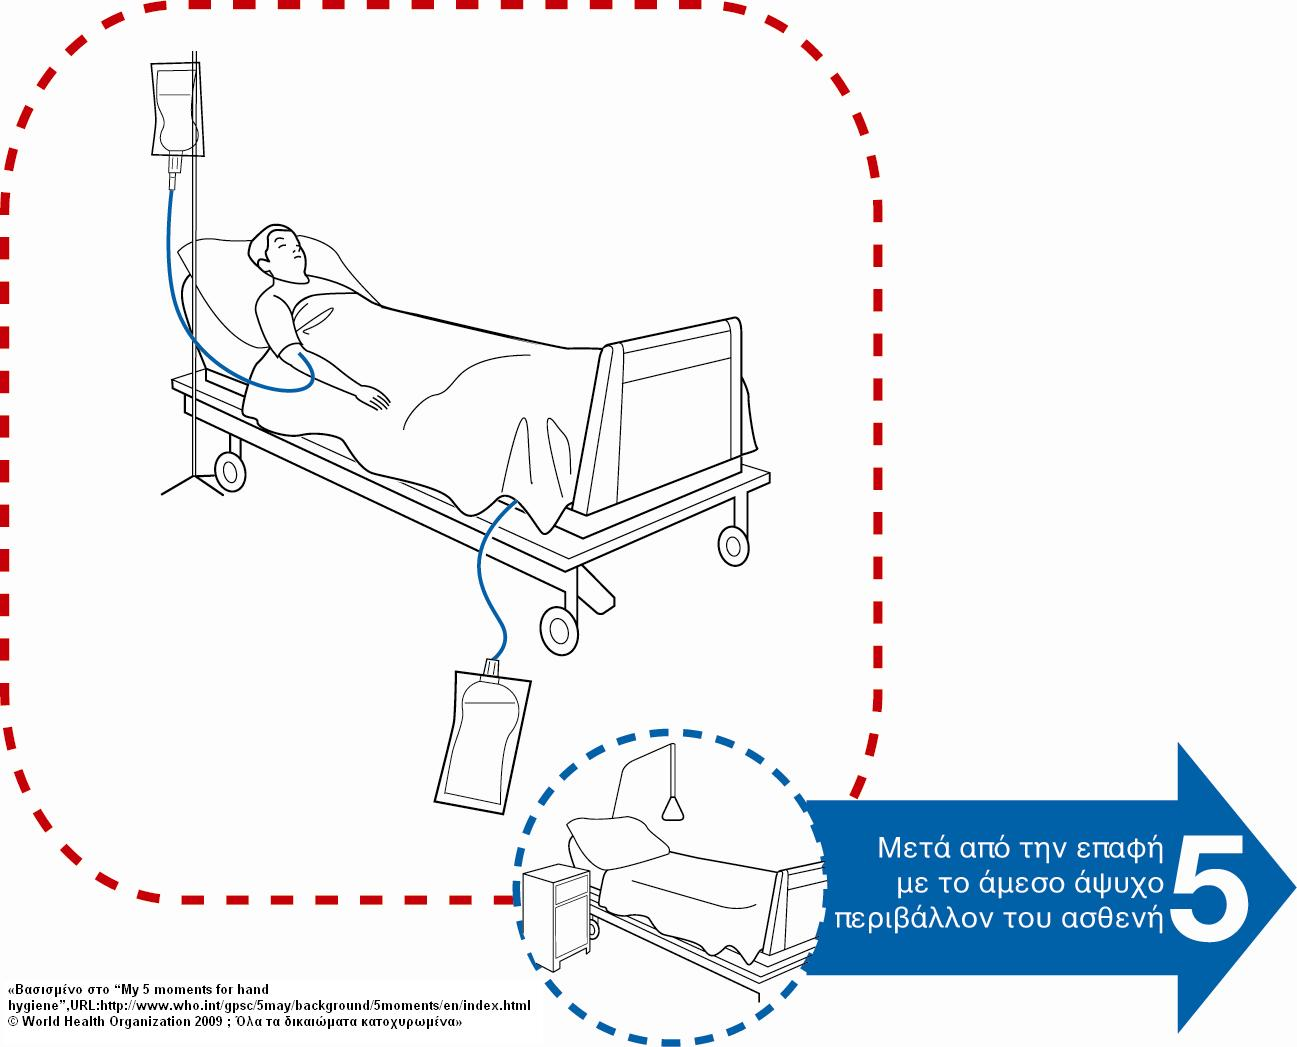 Μετά από την επαφή
με το άμεσο άψυχο
περιβάλλον του ασθενή
5
«Βασισμένο στο “My 5 moments for hand
hygiene”,URL:http://www.who.int/gpsc/5may/background/5moments/en/index.html
© World Health Organization 2009 ; Όλα τα δικαιώματα κατοχυρωμένα»